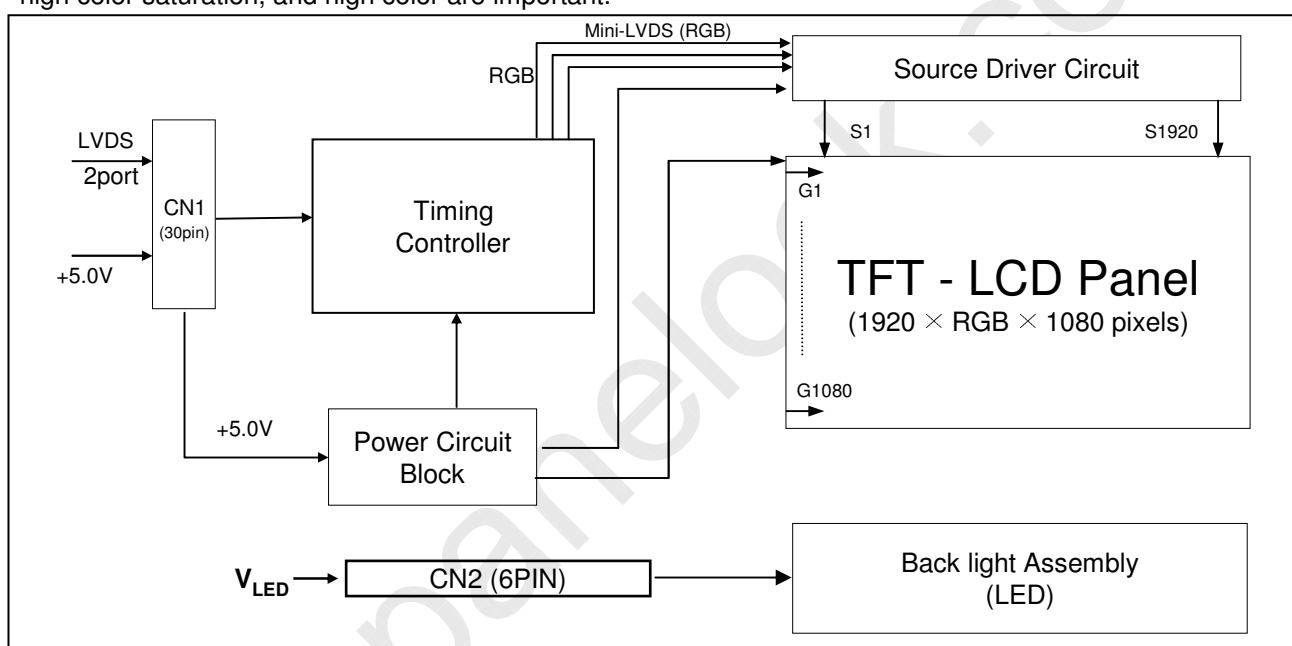 high color saturation, and high color are important.
Mini-LVDS (RGB)
RGB
Source Driver Circuit
S1
S1920
LVDS
2port
CN1
(30pin)
+5.0V
Timing
Controller
G1
TFT - LCD Panel
(1920 × RGB × 1080 pixels)
G1080
+5.0V
Power Circuit
Block
VLED
CN2 (6PIN)
Back light Assembly
(LED)
panelook.co